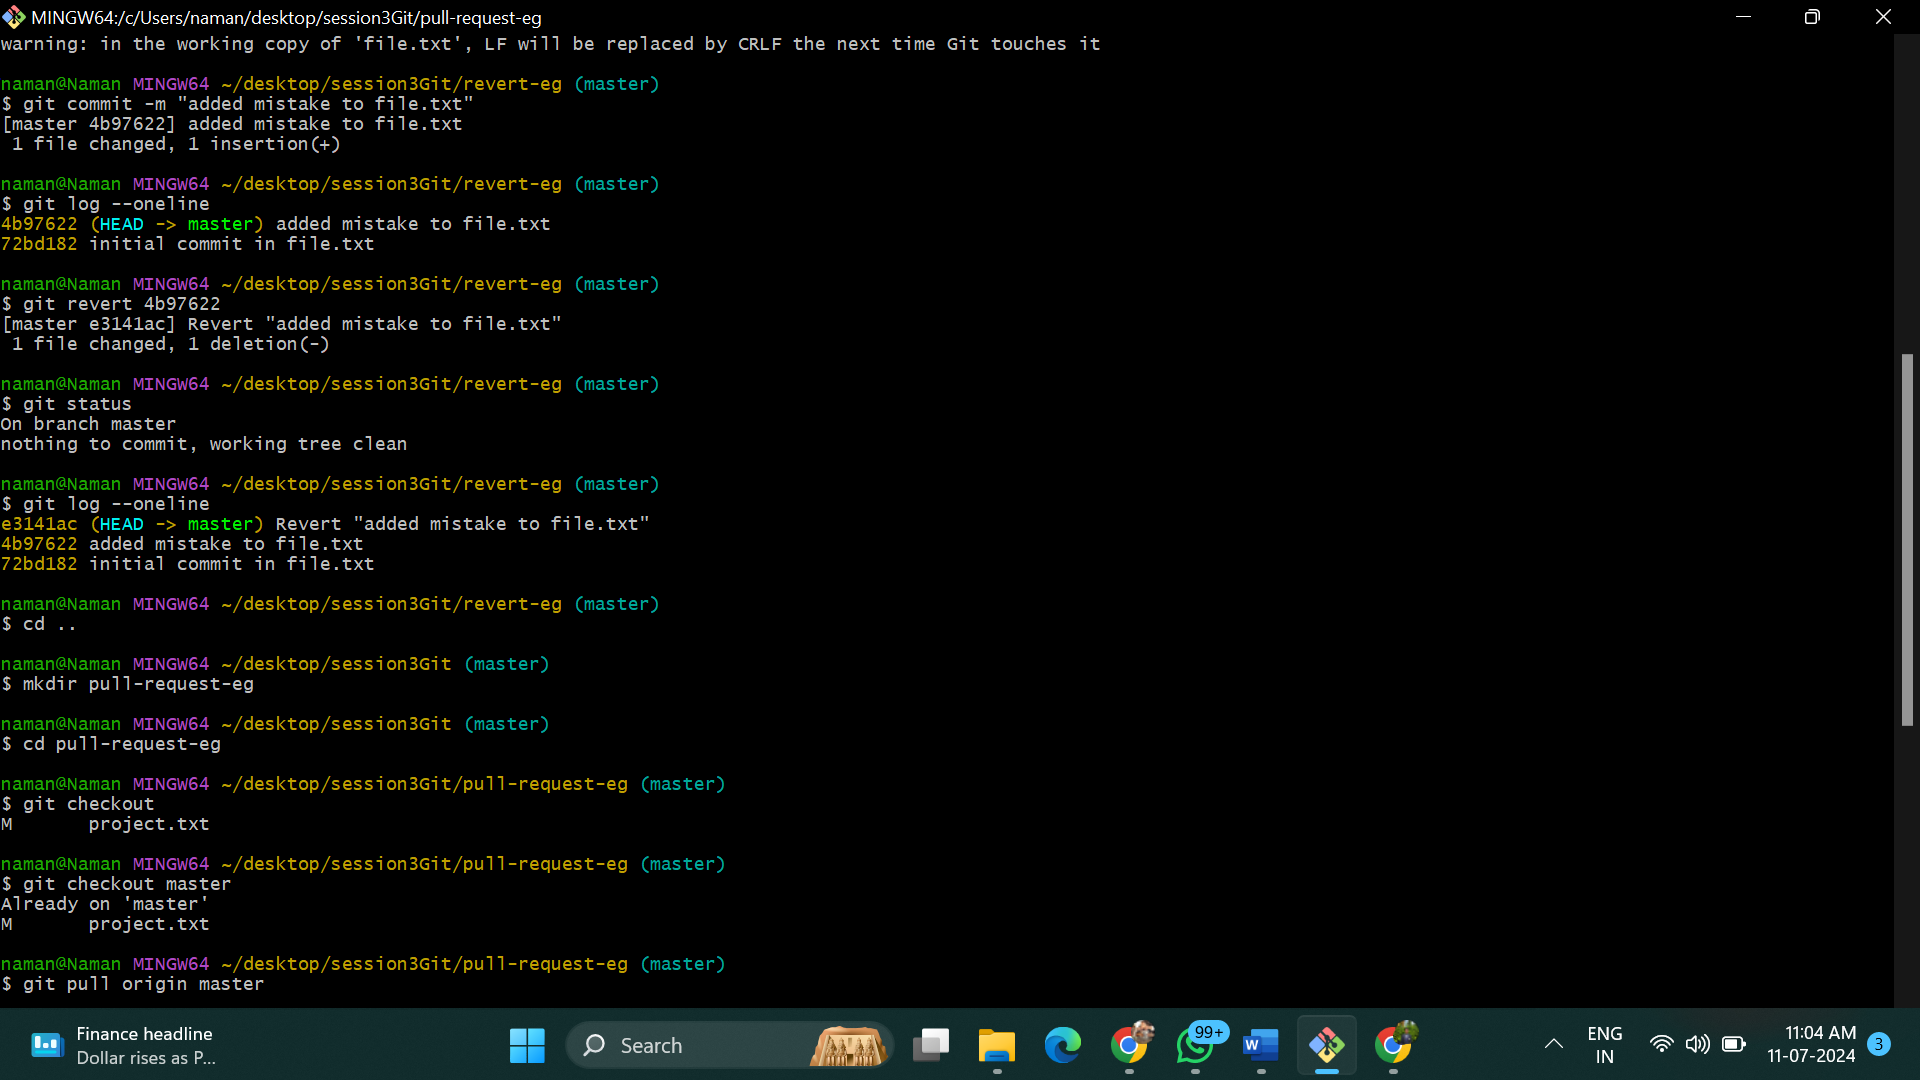 MINGW64:/c/Users/naman/desktop/session3Git/pull-request-eg
warning: in the working copy of 'file.txt', LF will be replaced by CRLF the next time Git touches it
naman@Naman MINGW64 ~/desktop/session3Git/revert-eg (master)
$ git commit -m "added mistake to file.txt"
[master 4b97622] added mistake to file.txt
1 file changed, 1 insertion(+)
naman@Naman MINGW64 ~/desktop/session3Git/revert-eg (master)
$ git log --oneline
4b97622 (HEAD -> master) added mistake to file.txt
72bd182 initial commit in file.txt
naman@Naman MINGW64 ~/desktop/session3Git/revert-eg (master)
$ git revert 4b97622
[master e3141ac] Revert "added mistake to file.txt"
1 file changed, 1 deletion(-)
naman@Naman MINGW64 ~/desktop/session3Git/revert-eg (master)
$ git status
On branch master
nothing to commit, working tree clean
naman@Naman MINGW64 ~/desktop/session3Git/revert-eg (master)
$ git log --oneline
e3141ac (HEAD -> master) Revert "added mistake to file.txt"
4b97622 added mistake to file.txt
72bd182 initial commit in file.txt
naman@Naman MINGW64 ~/desktop/session3Git/revert-eg (master)
$ cd ..
naman@Naman MINGW64 ~/desktop/session3Git (master)
$ mkdir pull-request-eg
naman@Naman MINGW64 ~/desktop/session3Git (master)
$ cd pull-request-eg
naman@Naman MINGW64 ~/desktop/session3Git/pull-request-eg (master)
$ git checkout
M       project.txt
naman@Naman MINGW64 ~/desktop/session3Git/pull-request-eg (master)
$ git checkout master
Already on 'master'
M       project.txt
naman@Naman MINGW64 ~/desktop/session3Git/pull-request-eg (master)
$ git pull origin master
Finance headline
Dollar rises as P...
Search
99+
W
ENG
IN
11:04 AM
11-07-2024
3